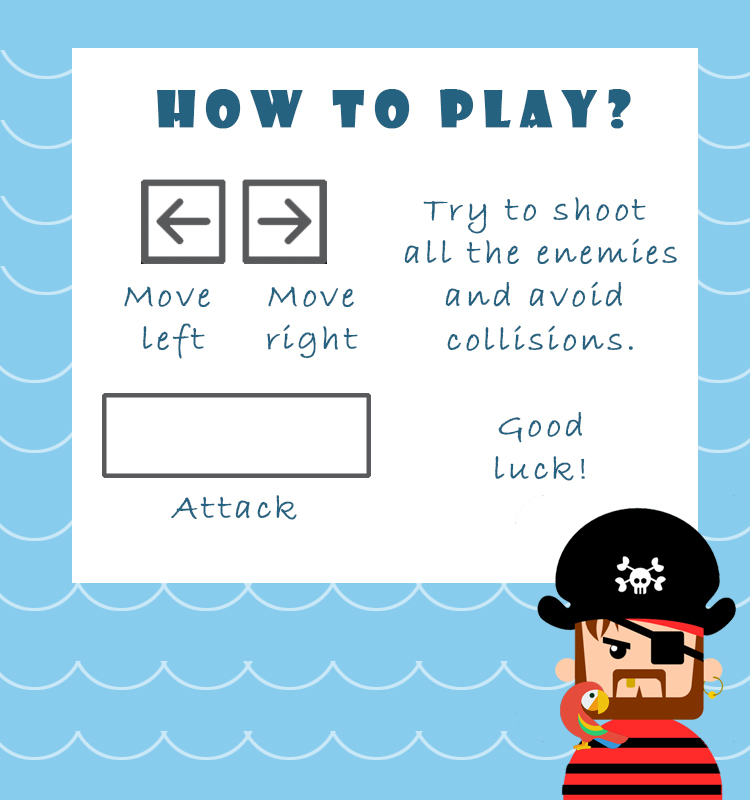 HOW TO PLAY?
Move
left
Move
right
Try to shoot
all the enemies
and avoid
collisions.
Attack
Good
luck!